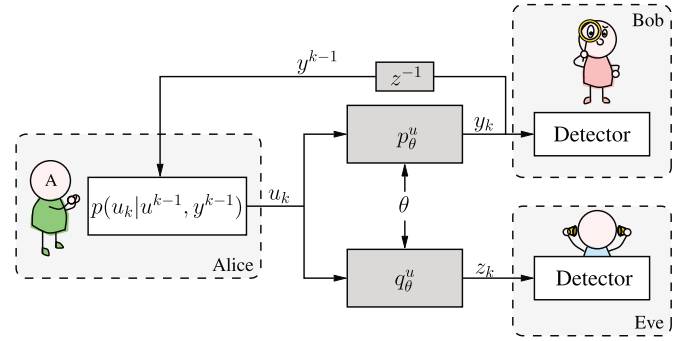 Bob
y^{k-1}
z^{-1}
p_θ^u
y_k
Detector
A
p(u_k|u^{k-1}, y^{k-1})
u_k
θ
Alice
q_θ^u
z_k
Detector
Eve